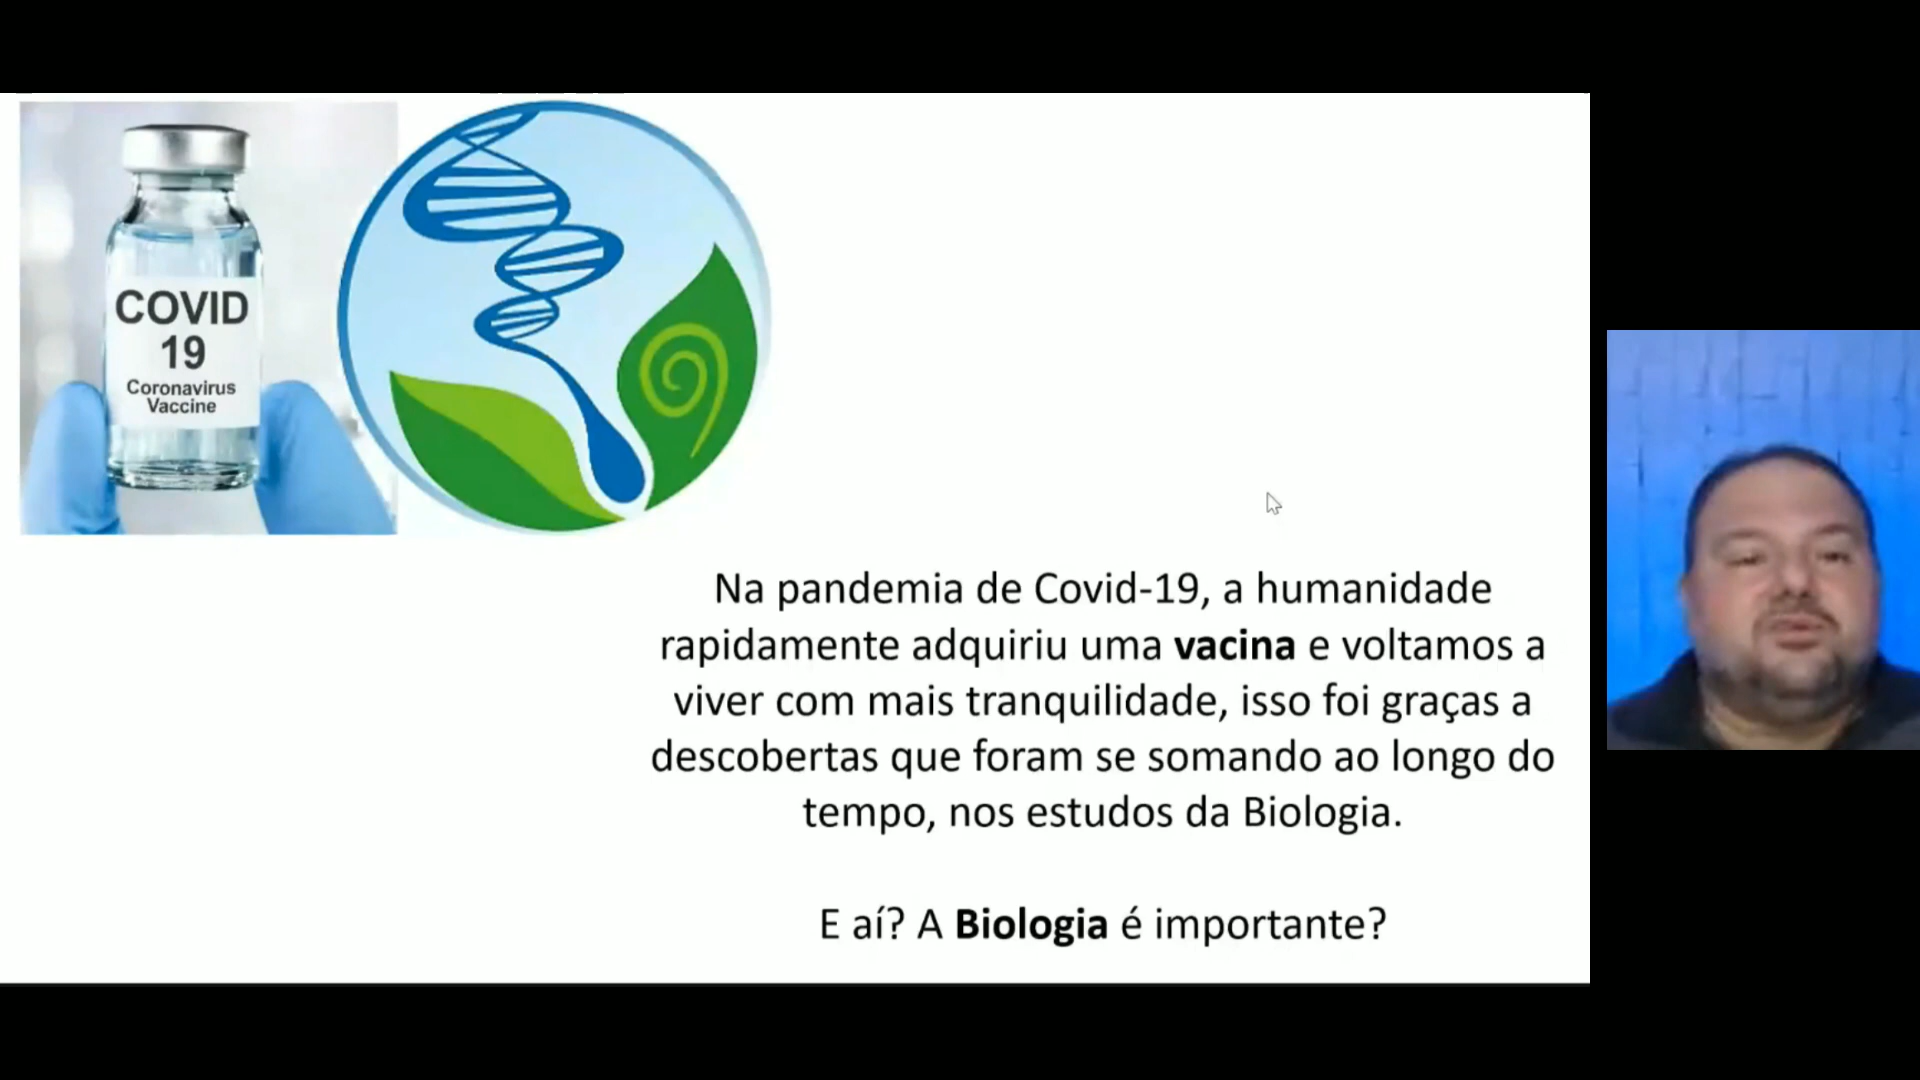 COVID
19
Coronavirus
Vaccine
Na pandemia de Covid-19, a humanidade
rapidamente adquiriu uma vacina e voltamos a
viver com mais tranquilidade, isso foi graças a
descobertas que foram se somando ao longo do
tempo, nos estudos da Biologia.
E aí? A Biologia é importante?